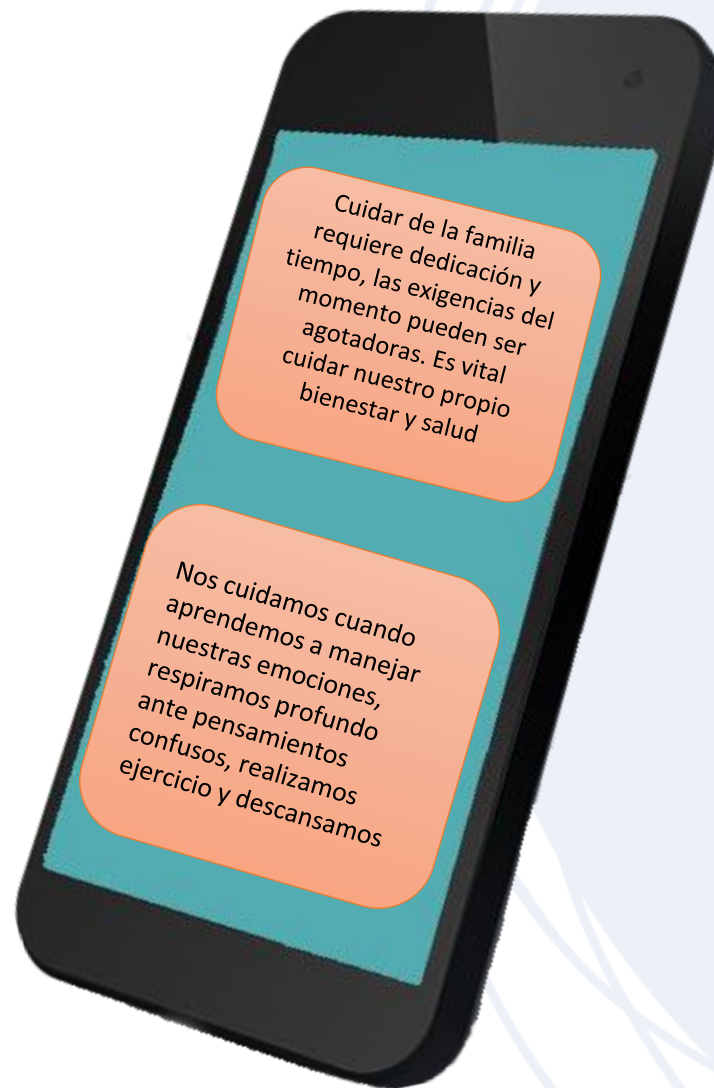 Cuidar de la familia
requiere dedicación y
tiempo, las exigencias del
momento pueden ser
agotadoras. Es vital
cuidar nuestro propio
bienestar y salud
Nos cuidamos cuando
aprendemos a manejar
nuestras emociones,
respiramos profundo
ante pensamientos
confusos, realizamos
ejercicio y descansamos